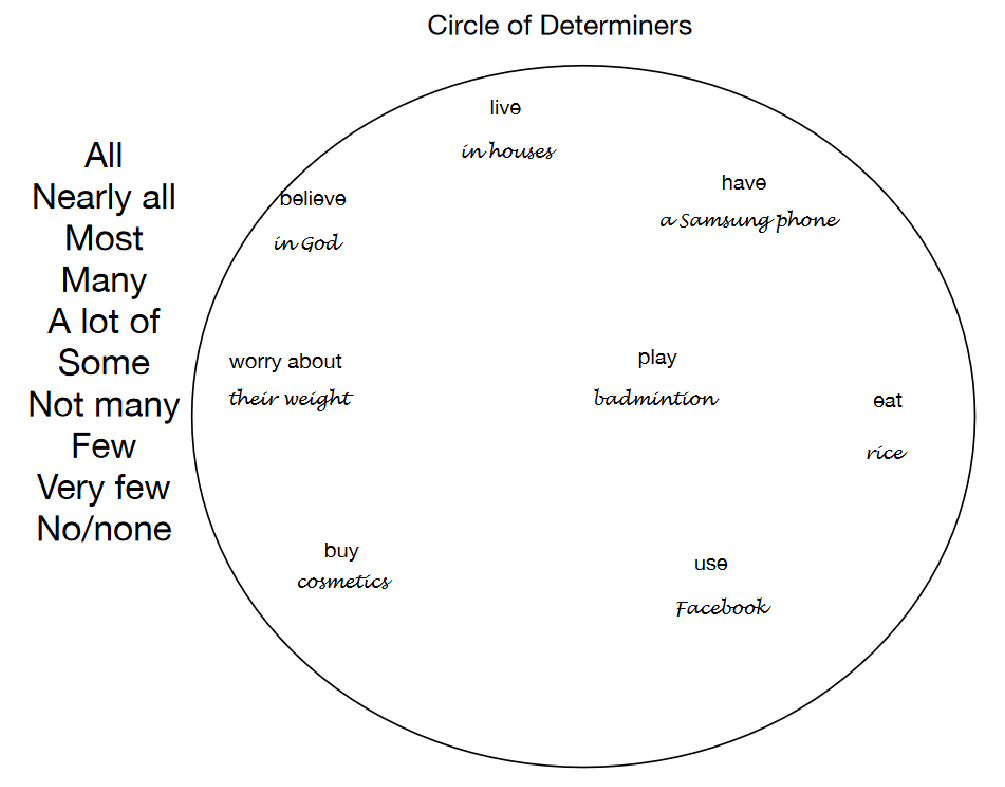 Circle of Determiners
All
Nearly all
Most
Many
A lot of
Some
Not many
Few
Very few
No/none
live
in houses
believe
in God
have
a Samsung phone
worry about
their weight
play
badmintion
eat
rice
buy
cosmetics
use
Facebook